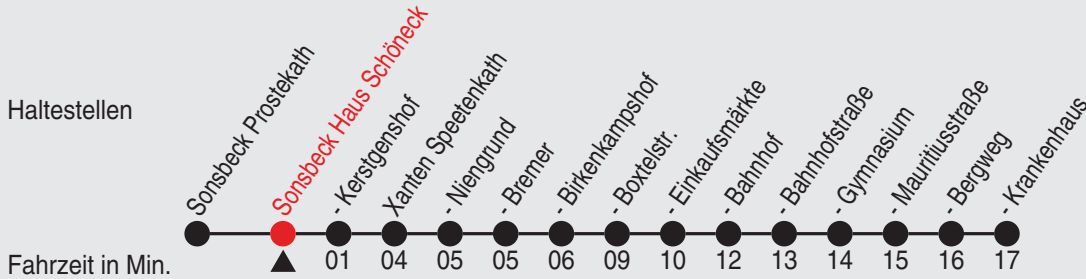 Haltestellen
Sonsbeck Prostekath
Sonsbeck Haus Schöneck
- Kerstgenshof
Xanten Speetenkath
- Niengrund
- Bremer
- Birkenkampshof
- Boxtelstr.
- Einkaufsmärkte
- Bahnhof
- Bahnhofstraße
- Gymnasium
- Mauritiusstraße
- Bergweg
- Krankenhaus
Fahrzeit in Min. 01 04 05 05 06 09 10 12 13 14 15 16 17